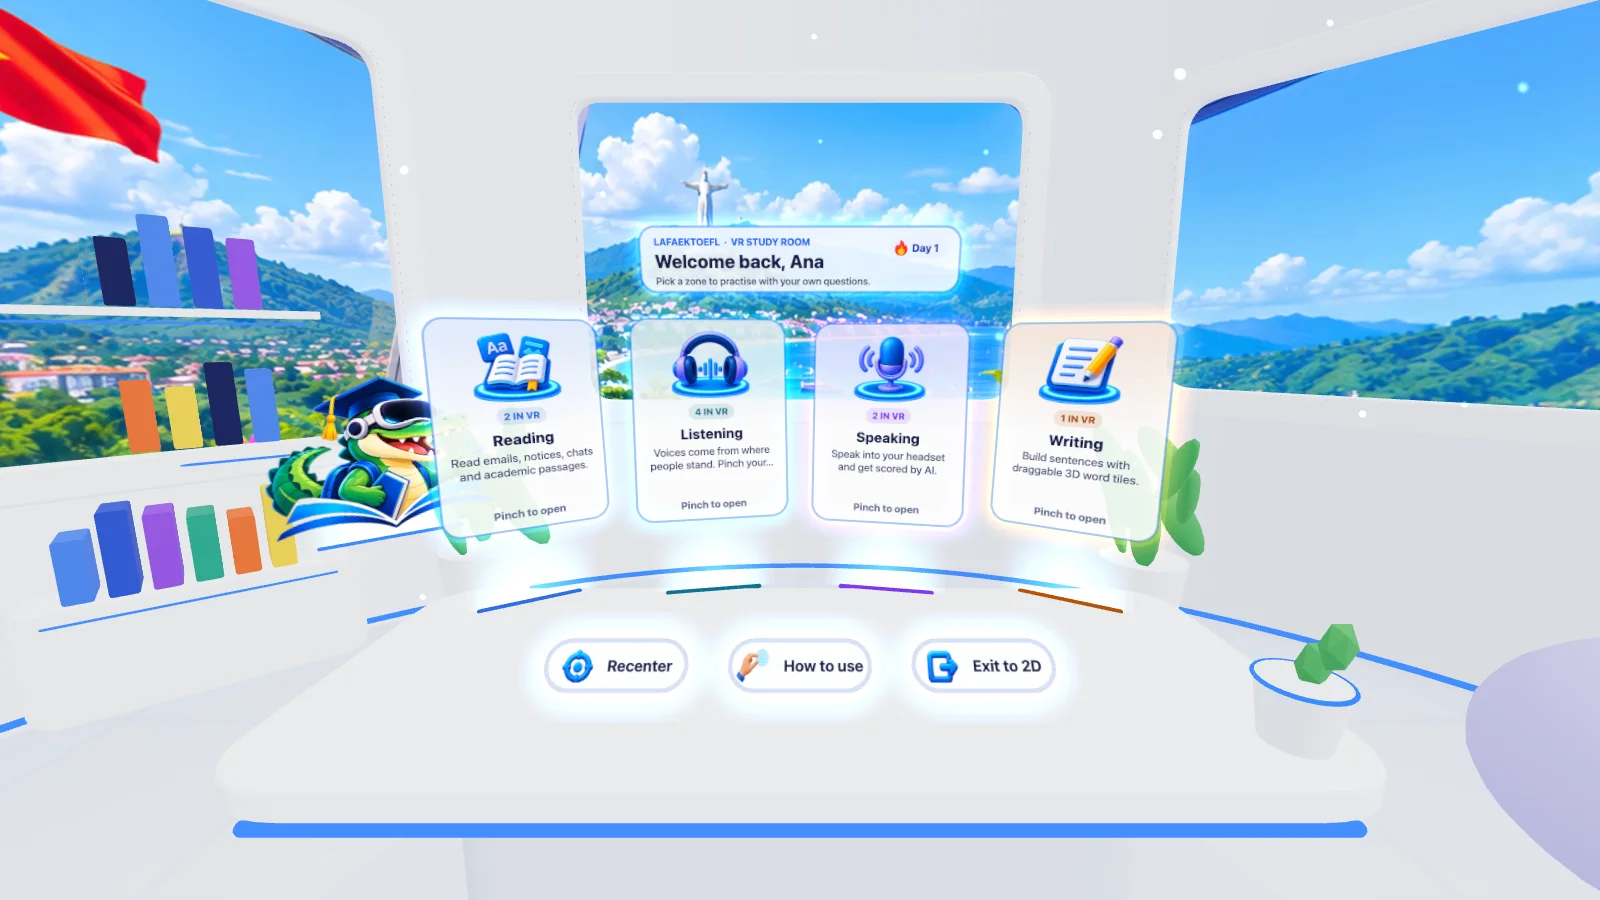 LAFAEKTOEFL · VR STUDY ROOM
🔥 Day 1
Welcome back, Ana
Pick a zone to practise with your own questions.
Aa
2 IN VR
Reading
Read emails, notices, chats
and academic passages.
Pinch to open
4 IN VR
Listening
Voices come from where
people stand. Pinch your...
Pinch to open
2 IN VR
Speaking
Speak into your headset
and get scored by AI.
Pinch to open
1 IN VR
Writing
Build sentences with
draggable 3D word tiles.
Pinch to open
Recenter
How to use
Exit to 2D